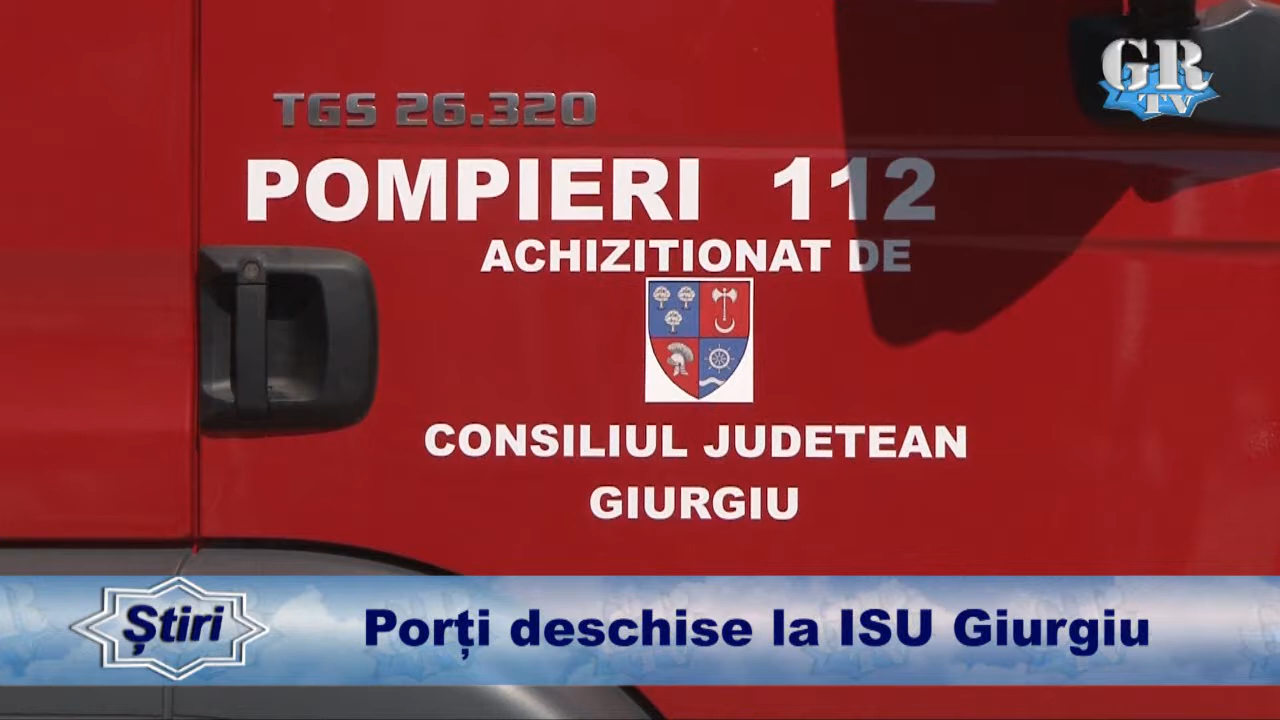 GR
TV
TGS 26.320
POMPIERI 112
ACHIZITIONAT DE
CONSILIUL JUDETEAN
GIURGIU
Știri
Porți deschise la ISU Giurgiu